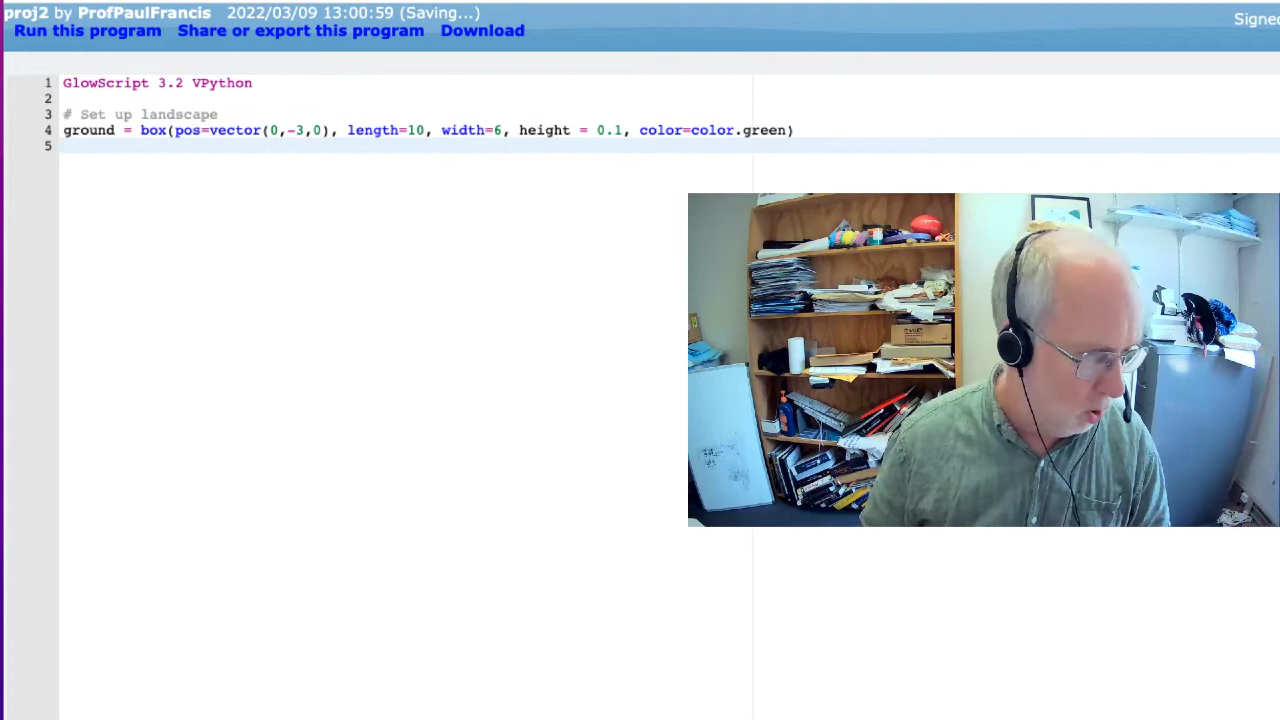 proj2 by ProfPaulFrancis 2022/03/09 13:00:59 (Saving...)
Signed
Run this program Share or export this program Download
1 GlowScript 3.2 VPython
2
3 # Set up landscape
4 ground = box(pos=vector(0,-3,0), length=10, width=6, height = 0.1, color=color.green)
5